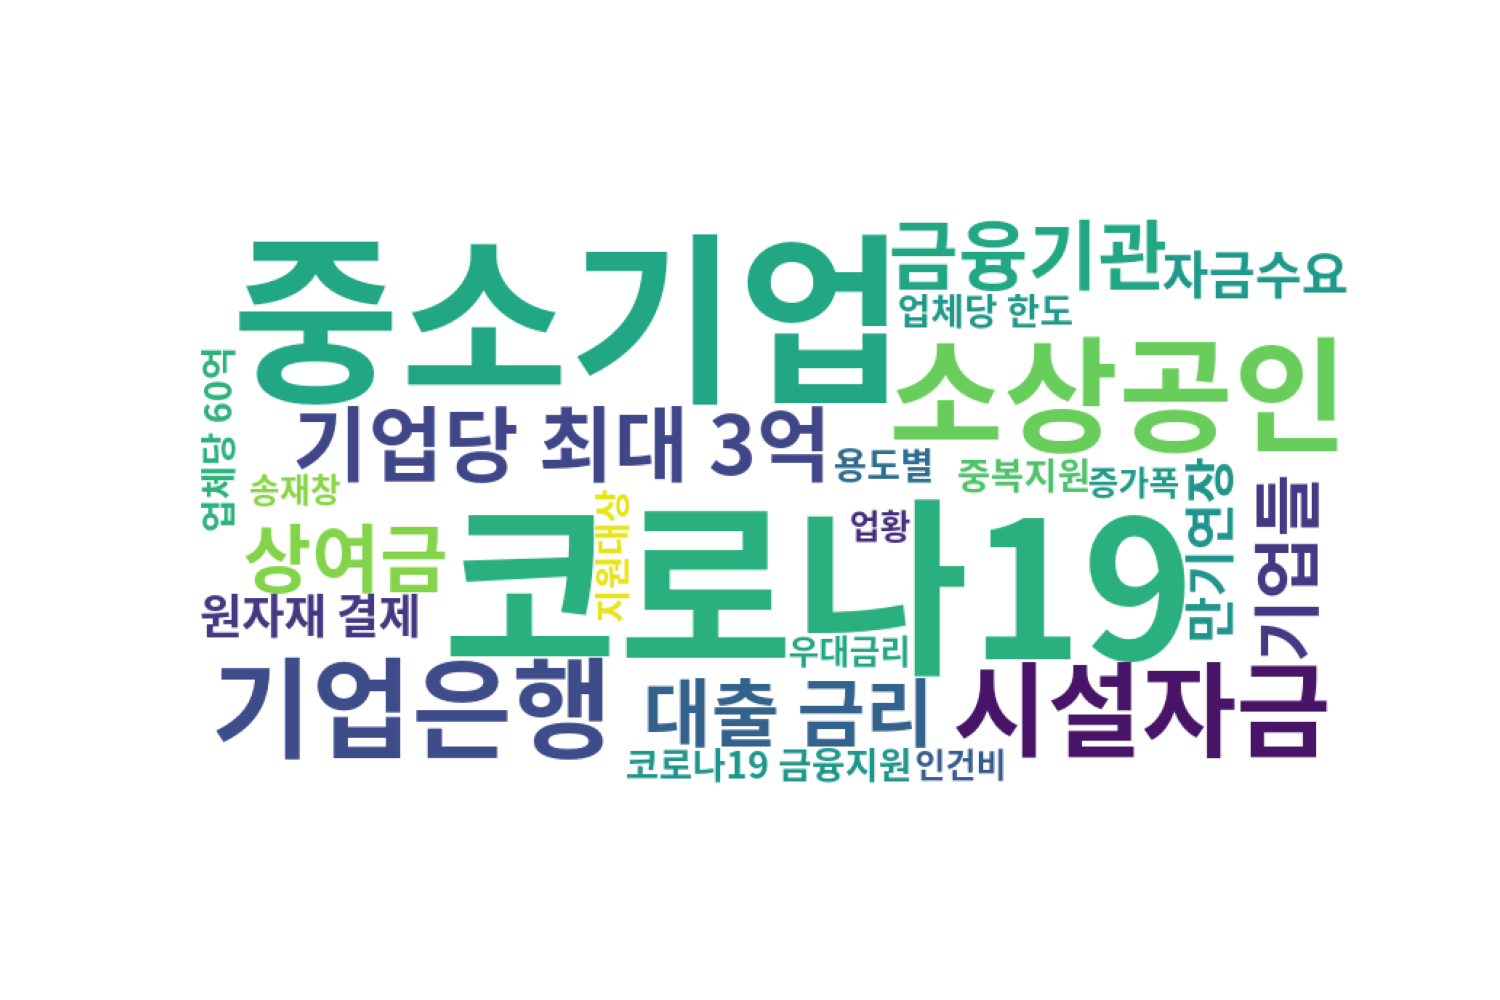 중소기업
금융기관
자금수요
업체당 한도
소상공인
업체당 60억
기업당 최대 3억
용도별
중복지원
증가폭
만기연장
기업들
송재창
지원대상
업황
상여금
코로나19
원자재 결제
우대금리
기업은행
대출 금리
시설자금
코로나19 금융지원
인건비